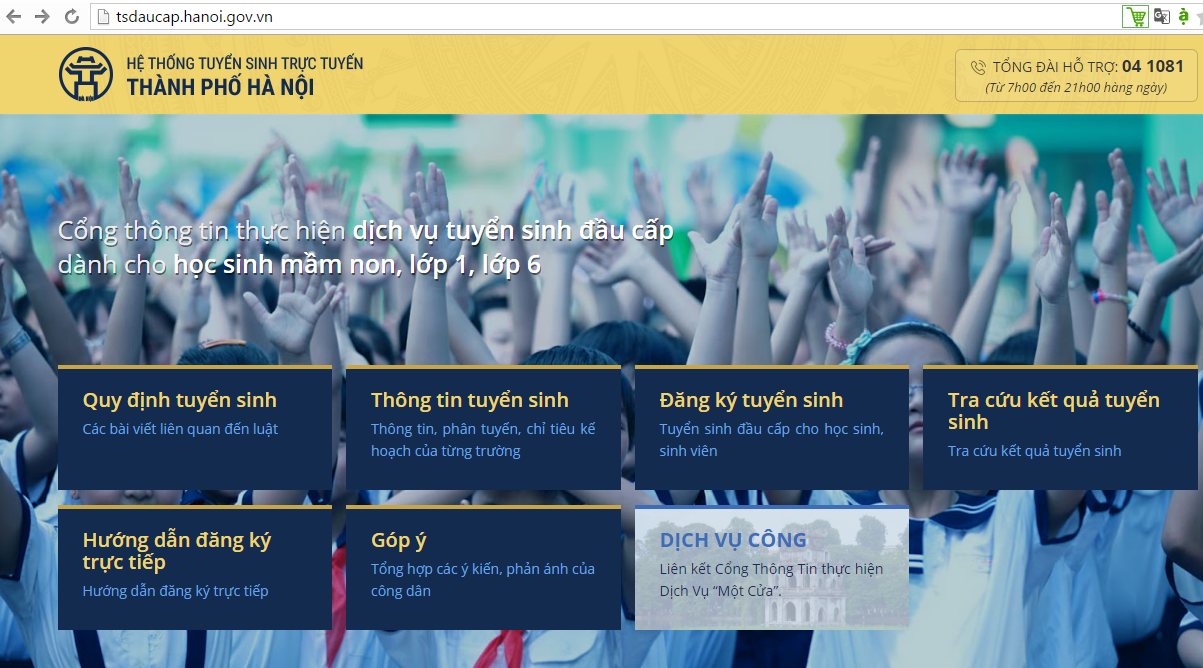 tsdaucap.hanoi.gov.vn
HỆ THỐNG TUYỂN SINH TRỰC TUYẾN
THÀNH PHỐ HÀ NỘI
HÀ NỘI
TỔNG ĐÀI HỖ TRỢ: 04 1081
(Từ 7h00 đến 21h00 hàng ngày)
Cổng thông tin thực hiện dịch vụ tuyển sinh đầu cấp
dành cho học sinh mầm non, lớp 1, lớp 6
Quy định tuyển sinh
Các bài viết liên quan đến luật
Thông tin tuyển sinh
Thông tin, phân tuyến, chỉ tiêu kế
hoạch của từng trường
Đăng ký tuyển sinh
Tuyển sinh đầu cấp cho học sinh,
sinh viên
Tra cứu kết quả tuyển
sinh
Tra cứu kết quả tuyển sinh
Hướng dẫn đăng ký
trực tiếp
Hướng dẫn đăng ký trực tiếp
Góp ý
Tổng hợp các ý kiến, phản ánh của
công dân
DỊCH VỤ CÔNG
Liên kết Cổng Thông Tin thực hiện
Dịch Vụ “Một Cửa”.